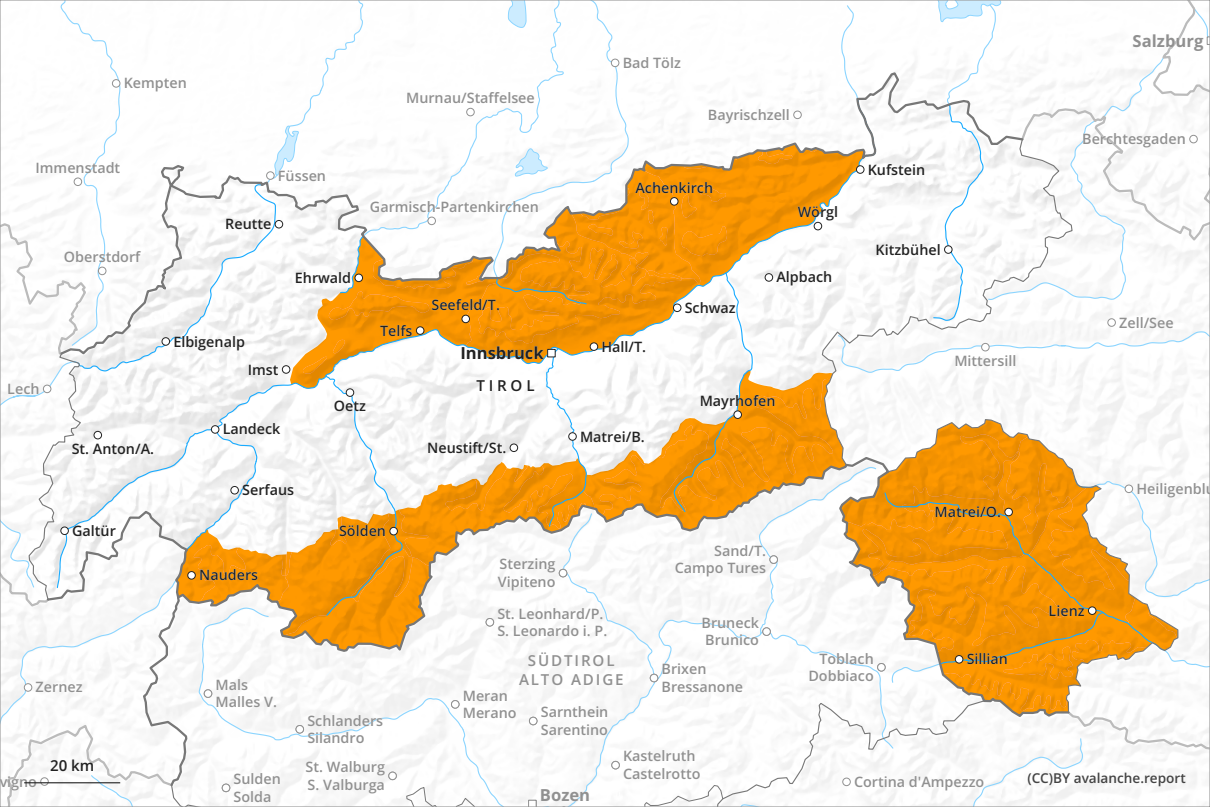 Salzburg
Bad Tölz
Kempten
Murnau/Staffelsee
Bayrischzell
Berchtesgaden
Immenstadt
Füssen
Kufstein
Achenkirch
Garmisch-Partenkirchen
Wörgl
Reutte
Kitzbühel
Oberstdorf
Ehrwald
Alpbach
Seefeld/T.
Schwaz
Telfs
Zell/See
Elbigenalp
Innsbruck
Hall/T.
Mittersill
Imst
TIROL
Lech
Oetz
Mayrhofen
Landeck
Matrei/B.
St. Anton/A.
Neustift/St.
Serfaus
Heiligenblu
Matrei/O.
Galtür
Sölden
Sterzing
Vipiteno
Sand/T.
Campo Tures
Nauders
Lienz
St. Leonhard/P.
S. Leonardo i. P.
Bruneck
Brunico
Sillian
SÜDTIROL
ALTO ADIGE
Toblach
Dobbiaco
Brixen
Bressanone
Zernez
Mals
Malles V.
Meran
Merano
Sarnthein
Sarentino
Schlanders
Silandro
Kastelruth
Castelrotto
20 km
St. Walburg
S. Valburga
vigno
Sulden
Solda
Cortina d'Ampezzo
(CC)BY avalanche.report
Bozen